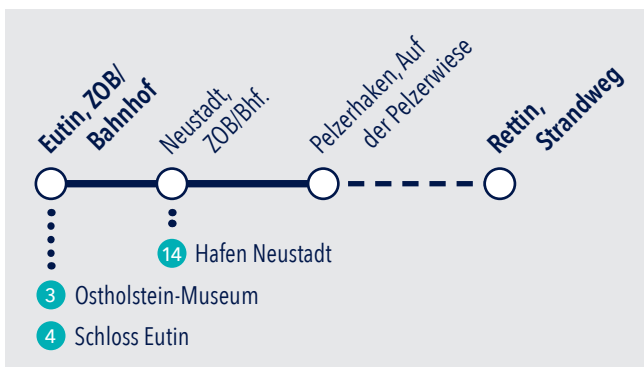 Eutin, ZOB/
Bahnhof
Neustadt,
ZOB/Bhf.
Pelzerhaken, Auf
der Pelzerwiese
Rettin,
Strandweg
14 Hafen Neustadt
3 Ostholstein-Museum
4 Schloss Eutin